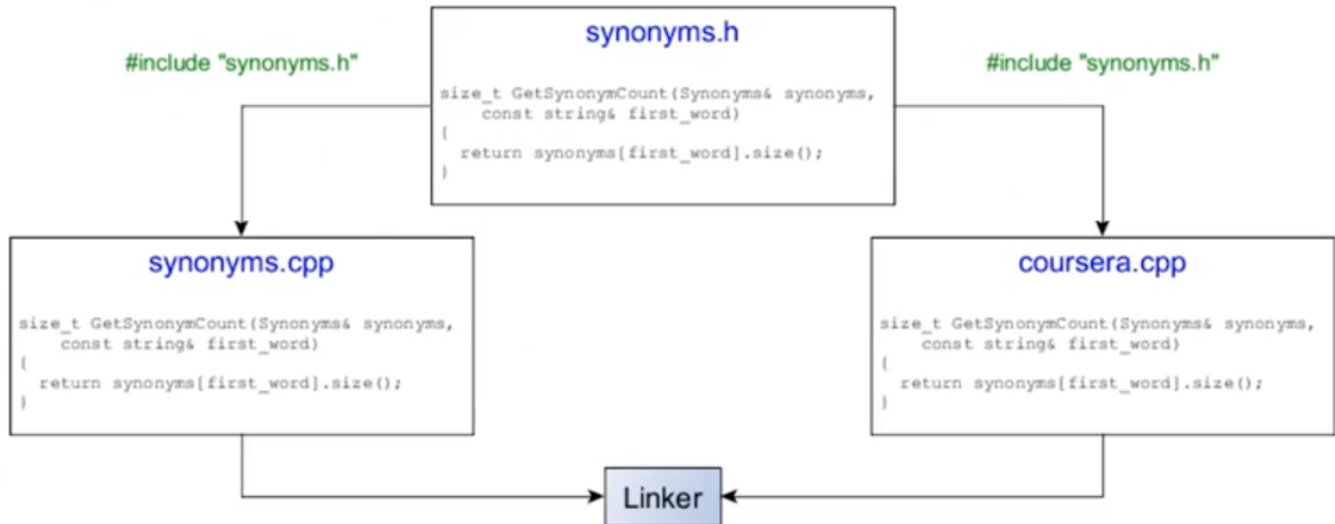 synonyms.h
#include "synonyms.h"
#include "synonyms.h"
size_t GetSynonymCount(Synonyms& synonyms,
const string& first_word)
{
return synonyms[first_word].size();
}
synonyms.cpp
size_t GetSynonymCount(Synonyms& synonyms,
const string& first_word)
{
return synonyms[first_word].size();
}
coursera.cpp
size_t GetSynonymCount(Synonyms& synonyms,
const string& first_word)
{
return synonyms[first_word].size();
}
Linker